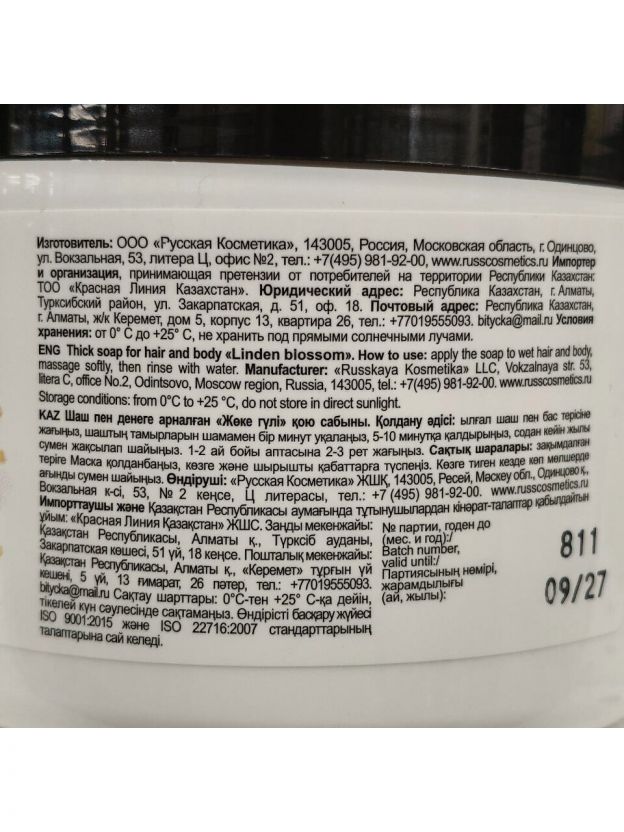 Изготовитель: ООО «Русская Косметика», 143005, Россия, Московская область, г. Одинцово,
ул. Вокзальная, 53, литера Ц, офис №2, тел.: +7(495) 981-92-00, www.russcosmetics.ru Импортер
и организация, принимающая претензии от потребителей на территории Республики Казахстан:
ТОО «Красная Линия Казахстан». Юридический адрес: Республика Казахстан, г. Алматы,
Турксибский район, ул. Закарпатская, д. 51, оф. 18. Почтовый адрес: Республика Казахстан,
г. Алматы, ж/к Керемет, дом 5, корпус 13, квартира 26, тел.: +77019555093. bitycka@mail.ru Условия
хранения: от 0° С до +25° С, не хранить под прямыми солнечными лучами.
ENG Thick soap for hair and body «Linden blossom». How to use: apply the soap to wet hair and body,
massage softly, then rinse with water. Manufacturer: «Russkaya Kosmetika» LLC, Vokzalnaya str. 53,
litera C, office No.2, Odintsovo, Moscow region, Russia, 143005, tel.: +7(495) 981-92-00. www.russcosmetics.ru
Storage conditions: from 0°C to +25 °C, do not store in direct sunlight.
KAZ Шаш пен денеге арналған «Жөке гүлі» қою сабыны. Қолдану әдісі: ылғал шаш пен бас терісіне
жағыңыз, шаштың тамырларын шамамен бір минут уқалаңыз, 5-10 минутқа қалдырыңыз, содан кейін жылы
сумен жақсылап шайыңыз. 1-2 ай бойы аптасына 2-3 рет жағыңыз. Сақтық шаралары: зақымдалған
теріге Маска қолданбаңыз, көзге және шырышты қабаттарға түспеңіз. Көзге тиген кезде көп мөлшерде
ағынды сумен шайыңыз. Өндіруші: «Русская Косметика» ЖШҚ, 143005, Ресей, Мәскеу обл., Одинцово қ.,
Вокзальная к-сі, 53, № 2 кеңсе, Ц литерасы, тел.: +7 (495) 981-92-00. www.russcosmetics.ru
Импорттаушы және Қазақстан Республикасы аумағында тұтынушылардан кінәрат-талаптар қабылдайтын
ұйым: «Красная Линия Қазақстан» ЖШС. Заңды мекенжайы:
Қазақстан Республикасы, Алматы қ., Түрксіб ауданы,
Закарпатская көшесі, 51 үй, 18 кеңсе. Пошталық мекенжайы:
Қазақстан Республикасы, Алматы қ., «Керемет» тұрғын үй
кешені, 5 үй, 13 ғимарат, 26 пәтер, тел.: +77019555093.
bitycka@mail.ru Сақтау шарттары: 0°С-тен +25° С-қа дейін,
тікелей күн сәулесінде сақтамаңыз. Өндірісті басқару жүйесі
ISO 9001:2015 және ISO 22716:2007 стандарттарының
талаптарына сай келеді.
№ партии, годен до
(мес. и год):/
Batch number,
valid until:/
Партиясының нөмірі,
жарамдылығы
(ай, жылы):
811
09/27